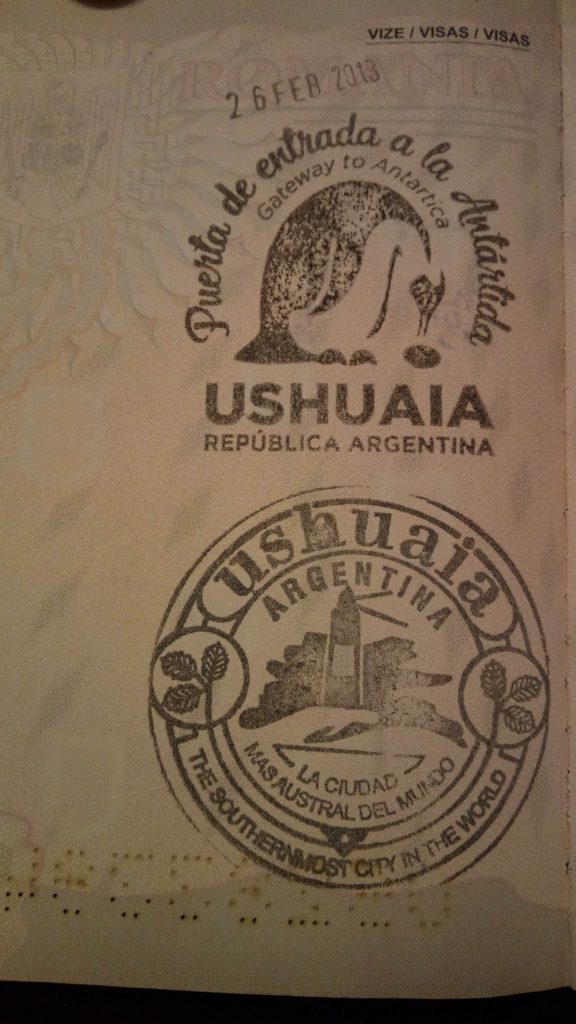 VIZE / VISAS / VISAS
ROMANIA
26 FEB 2013
Puerta de entrada a la Antártida
Gateway to Antartica
USHUAIA
REPÚBLICA ARGENTINA
ushuaia
ARGENTINA
LA CIUDAD
MAS AUSTRAL DEL MUNDO
THE SOUTHERNMOST CITY IN THE WORLD